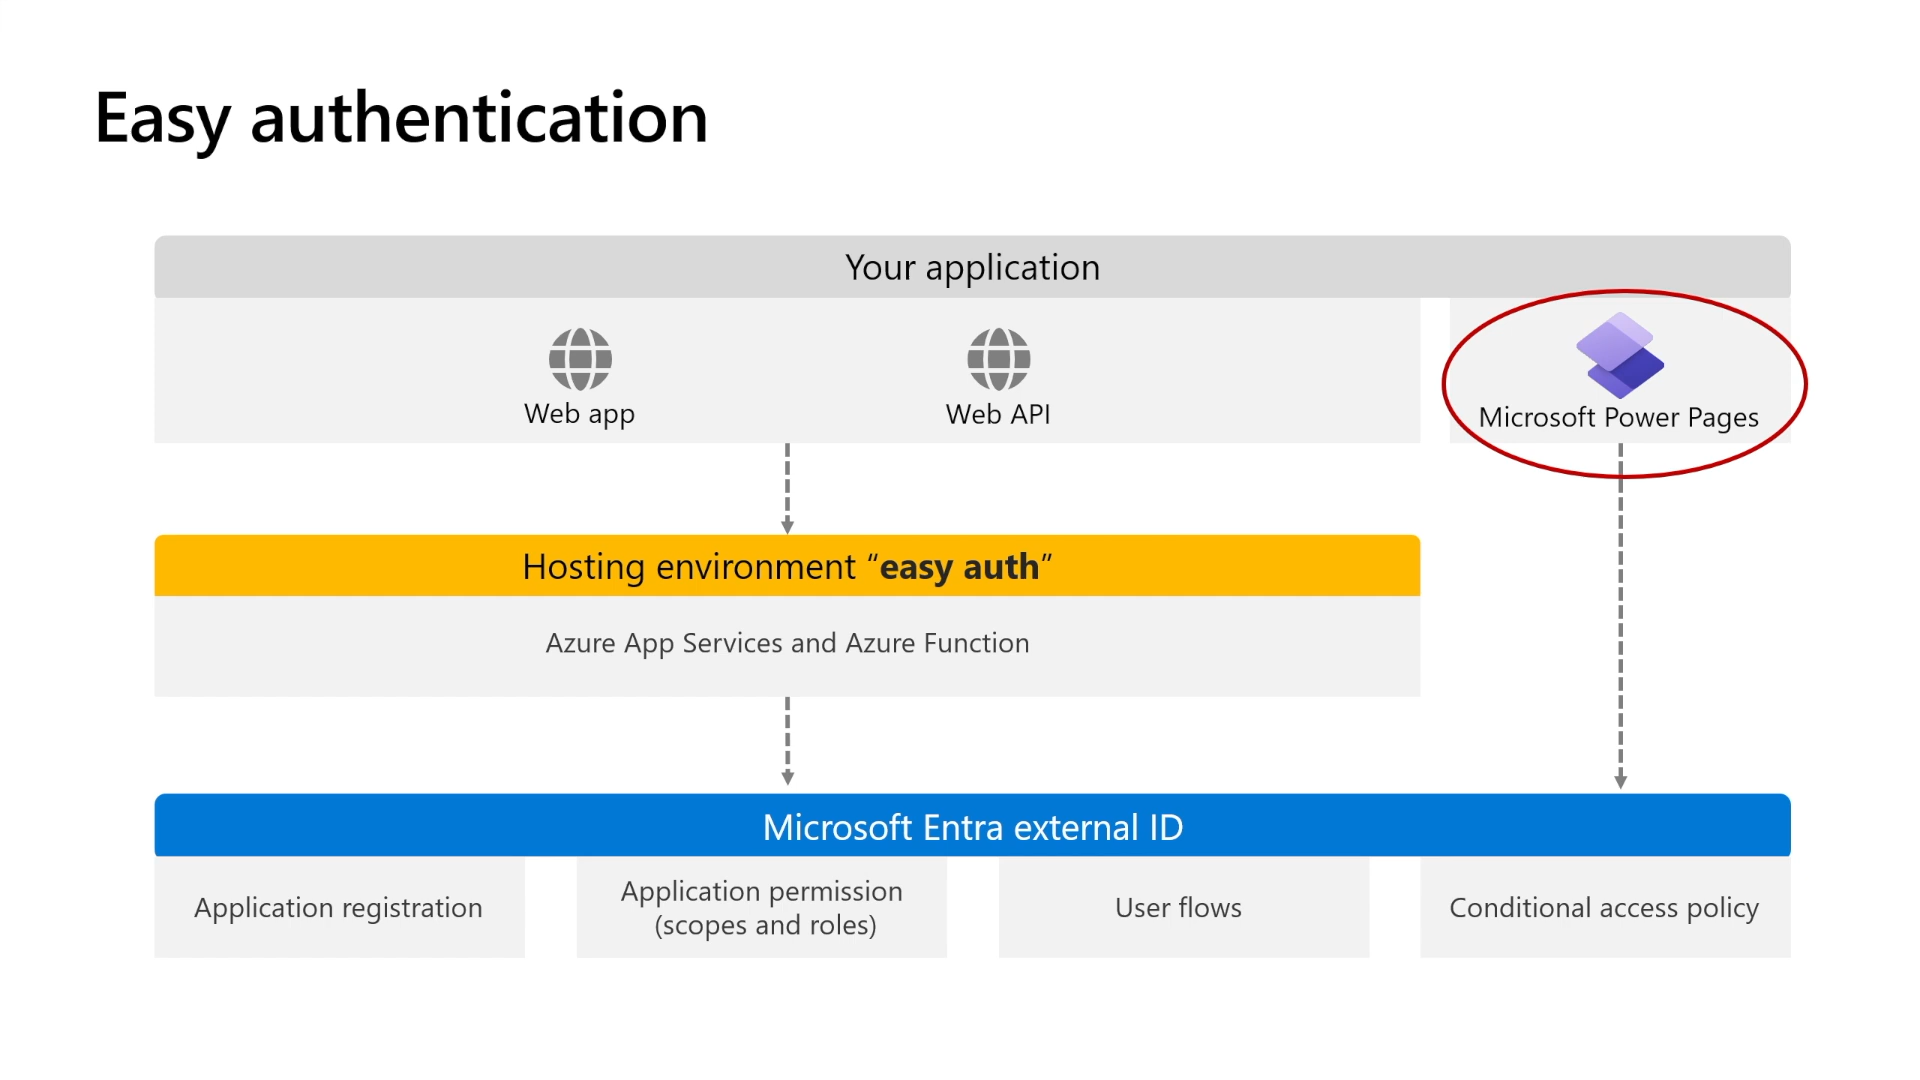 Easy authentication
Your application
Web app
Web API
Microsoft Power Pages
Hosting environment “easy auth”
Azure App Services and Azure Function
Microsoft Entra external ID
Application registration
Application permission
(scopes and roles)
User flows
Conditional access policy